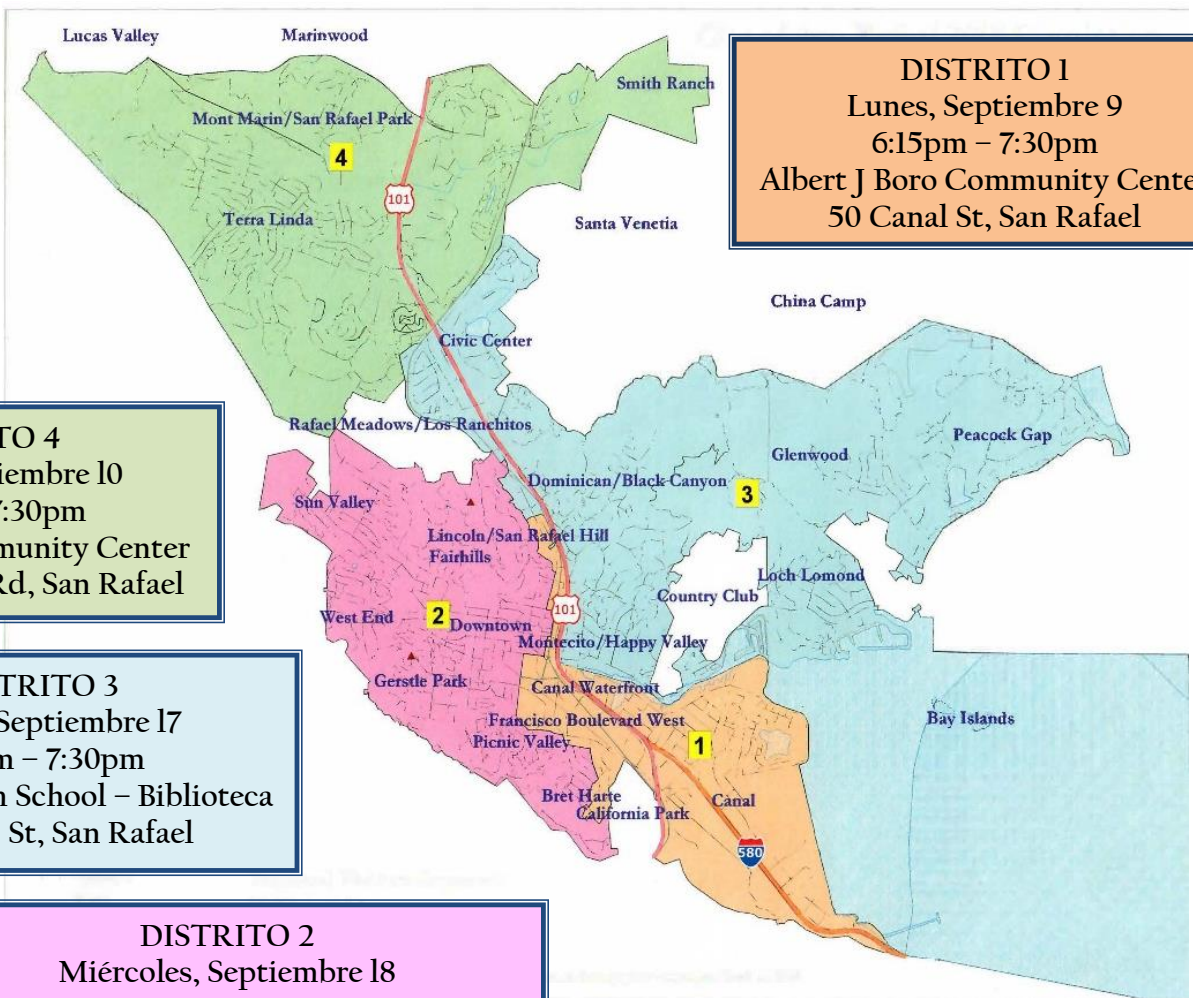 Lucas Valley
Marinwood
Smith Ranch
DISTRITO 1
Lunes, Septiembre 9
6:15pm – 7:30pm
Albert J Boro Community Cente
50 Canal St, San Rafael
Mont Marin/San Rafael Park
4
101
Terra Linda
Santa Venetia
China Camp
Civic Center
Rafael Meadows/Los Ranchitos
TO 4
iembre 10
7:30pm
munity Center
Rd, San Rafael
Peacock Gap
Glenwood
Dominican/Black Canyon
3
Sun Valley
Lincoln/San Rafael Hill
Fairhills
Loch Lomond
Country Club
West End
2
Downtown
101
Montecito/Happy Valley
Gerstle Park
Canal Waterfront
TRITO 3
Septiembre 17
m – 7:30pm
n School – Biblioteca
St, San Rafael
Francisco Boulevard West
Bay Islands
Picnic Valley
1
Bret Harte
California Park
Canal
580
DISTRITO 2
Miércoles, Septiembre 18